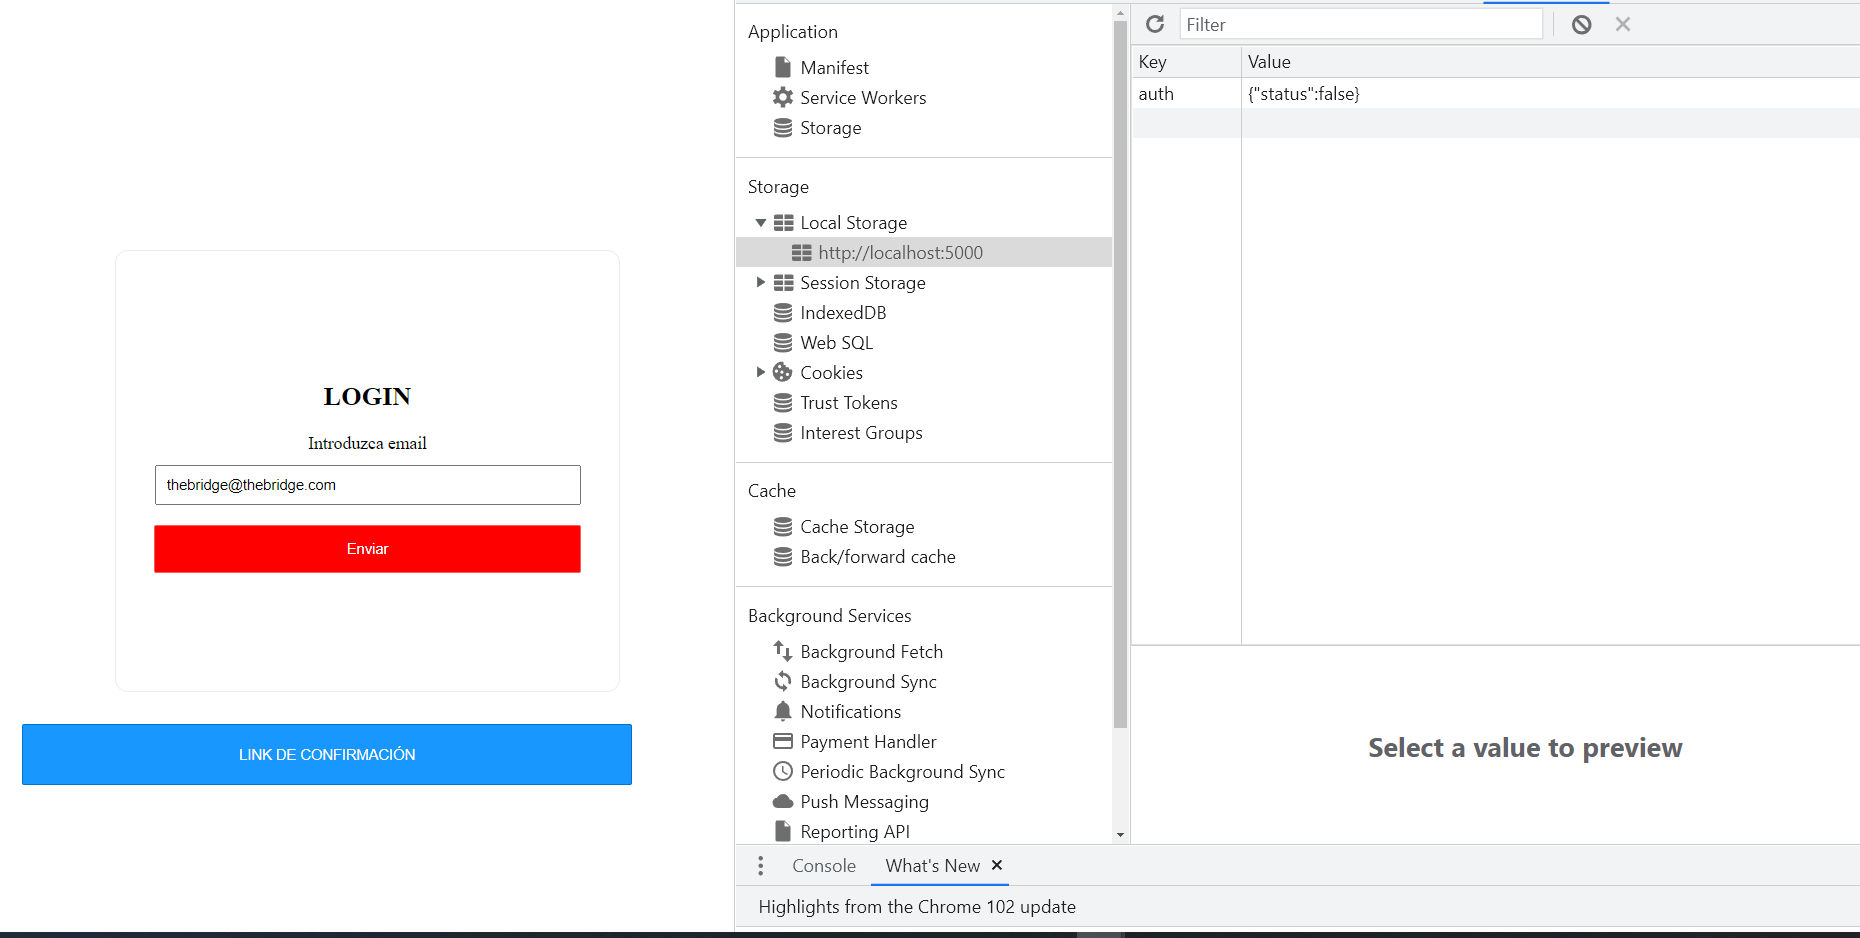 LOGIN
Introduzca email
thebridge@thebridge.com
Enviar
LINK DE CONFIRMACIÓN
Application
Manifest
Service Workers
Storage
Storage
Local Storage
http://localhost:5000
Session Storage
IndexedDB
Web SQL
Cookies
Trust Tokens
Interest Groups
Cache
Cache Storage
Back/forward cache
Background Services
Background Fetch
Background Sync
Notifications
Payment Handler
Periodic Background Sync
Push Messaging
Reporting API
Filter
Key Value
auth {"status":false}
Select a value to preview
Console What's New
Highlights from the Chrome 102 update